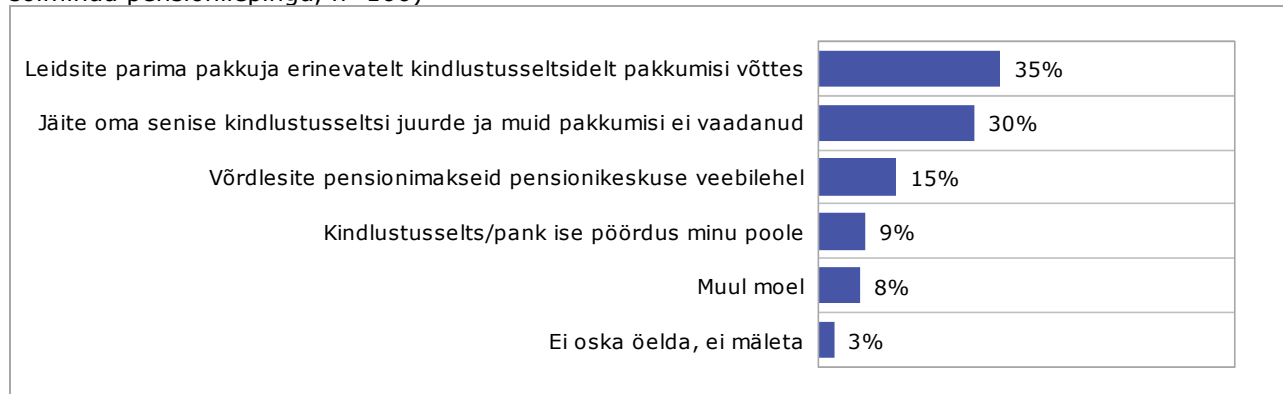 Leidsite parima pakkuja erinevatelt kindlustusseltsidelt pakkumisi võttes 35%
Jäite oma senise kindlustusseltsi juurde ja muid pakkumisi ei vaadanud 30%
Võrdlesite pensionimakseid pensionikeskuse veebilehel 15%
Kindlustusselts/pank ise pöördus minu poole 9%
Muul moel 8%
Ei oska öelda, ei mäleta 3%